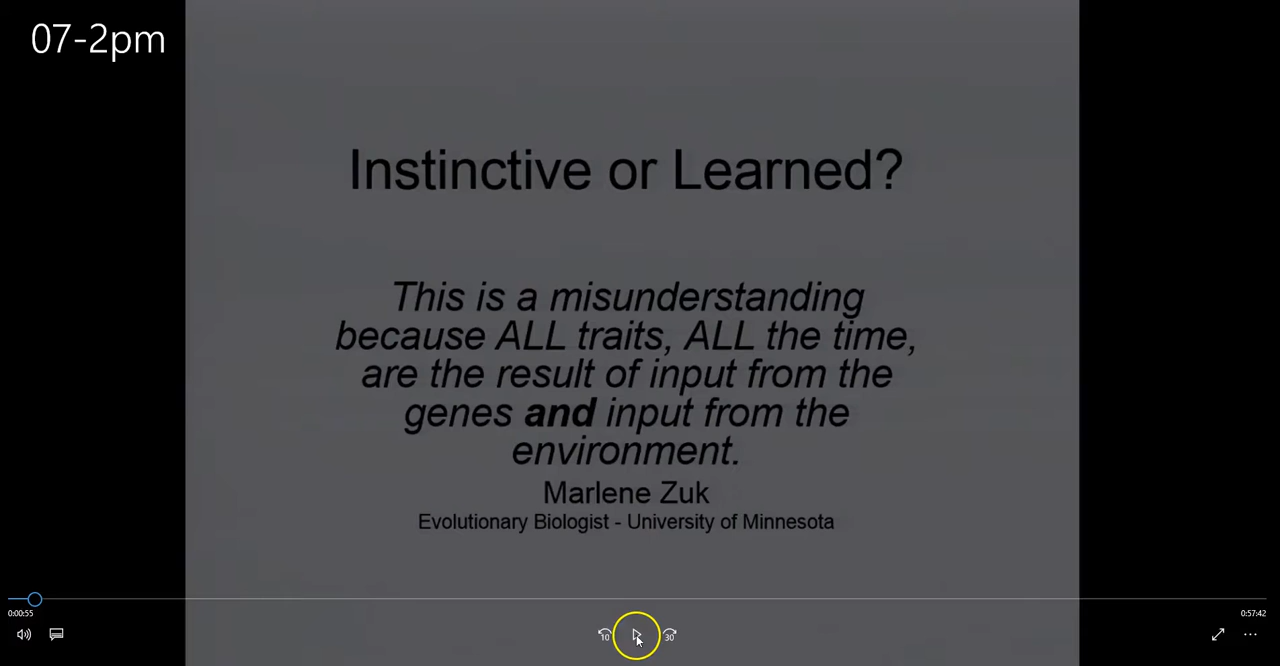 07-2pm
Instinctive or Learned?
This is a misunderstanding
because ALL traits, ALL the time,
are the result of input from the
genes and input from the
environment.
Marlene Zuk
Evolutionary Biologist - University of Minnesota
0:00:55
0:57:42
10
30